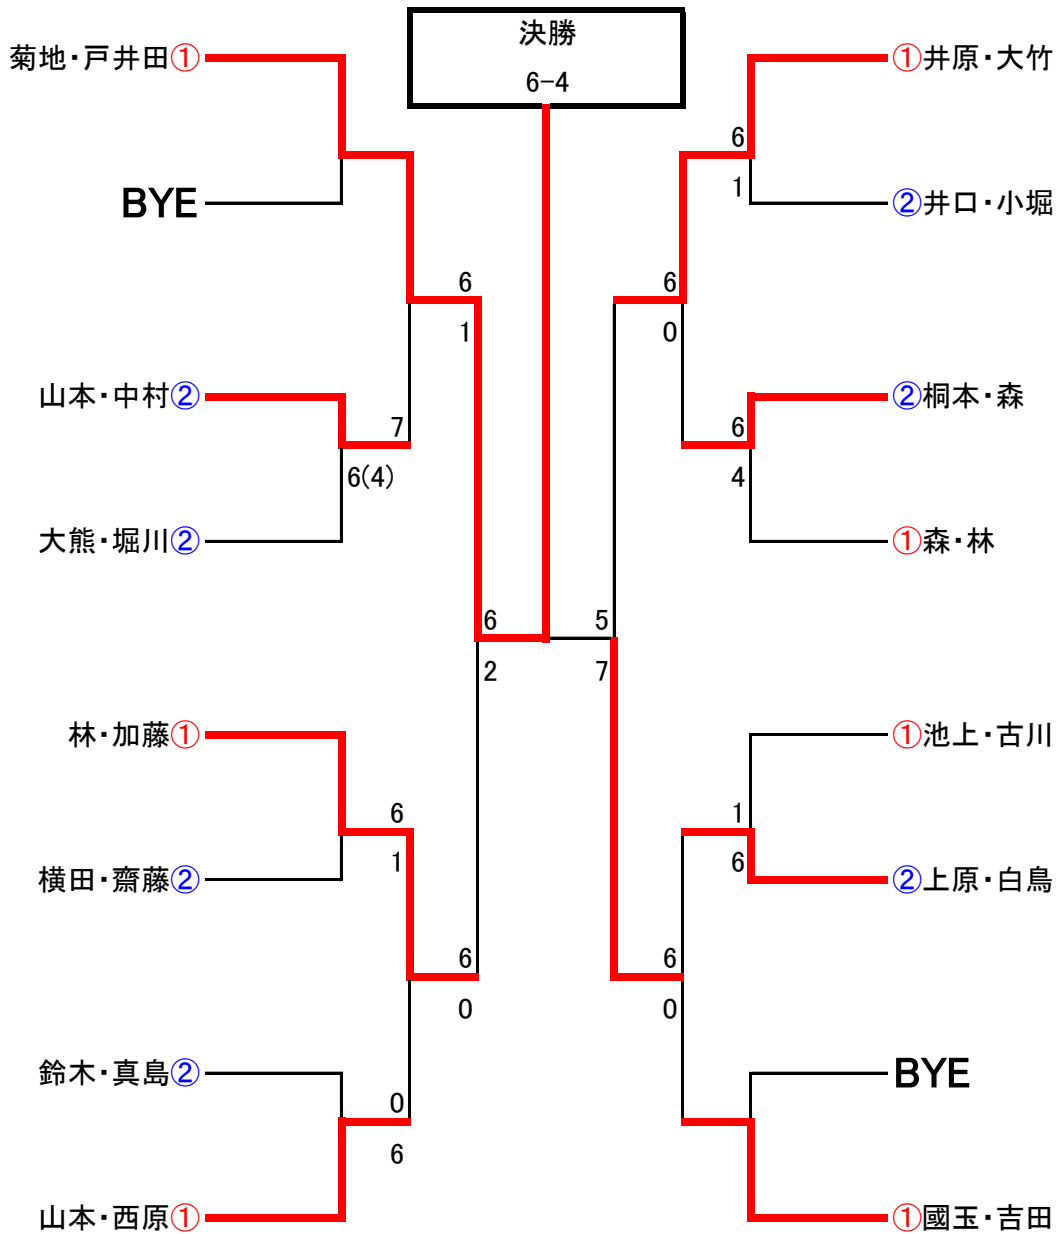 決勝
6-4
菊地・戸井田①
BYE
6
1
山本・中村②
7
6(4)
大熊・堀川②
6
2
林・加藤①
6
1
横田・齋藤②
6
0
鈴木・真島②
0
6
山本・西原①
①井原・大竹
6
1
②井口・小堀
6
0
②桐本・森
6
4
①森・林
5
7
①池上・古川
1
6
②上原・白鳥
6
0
BYE
①國玉・吉田